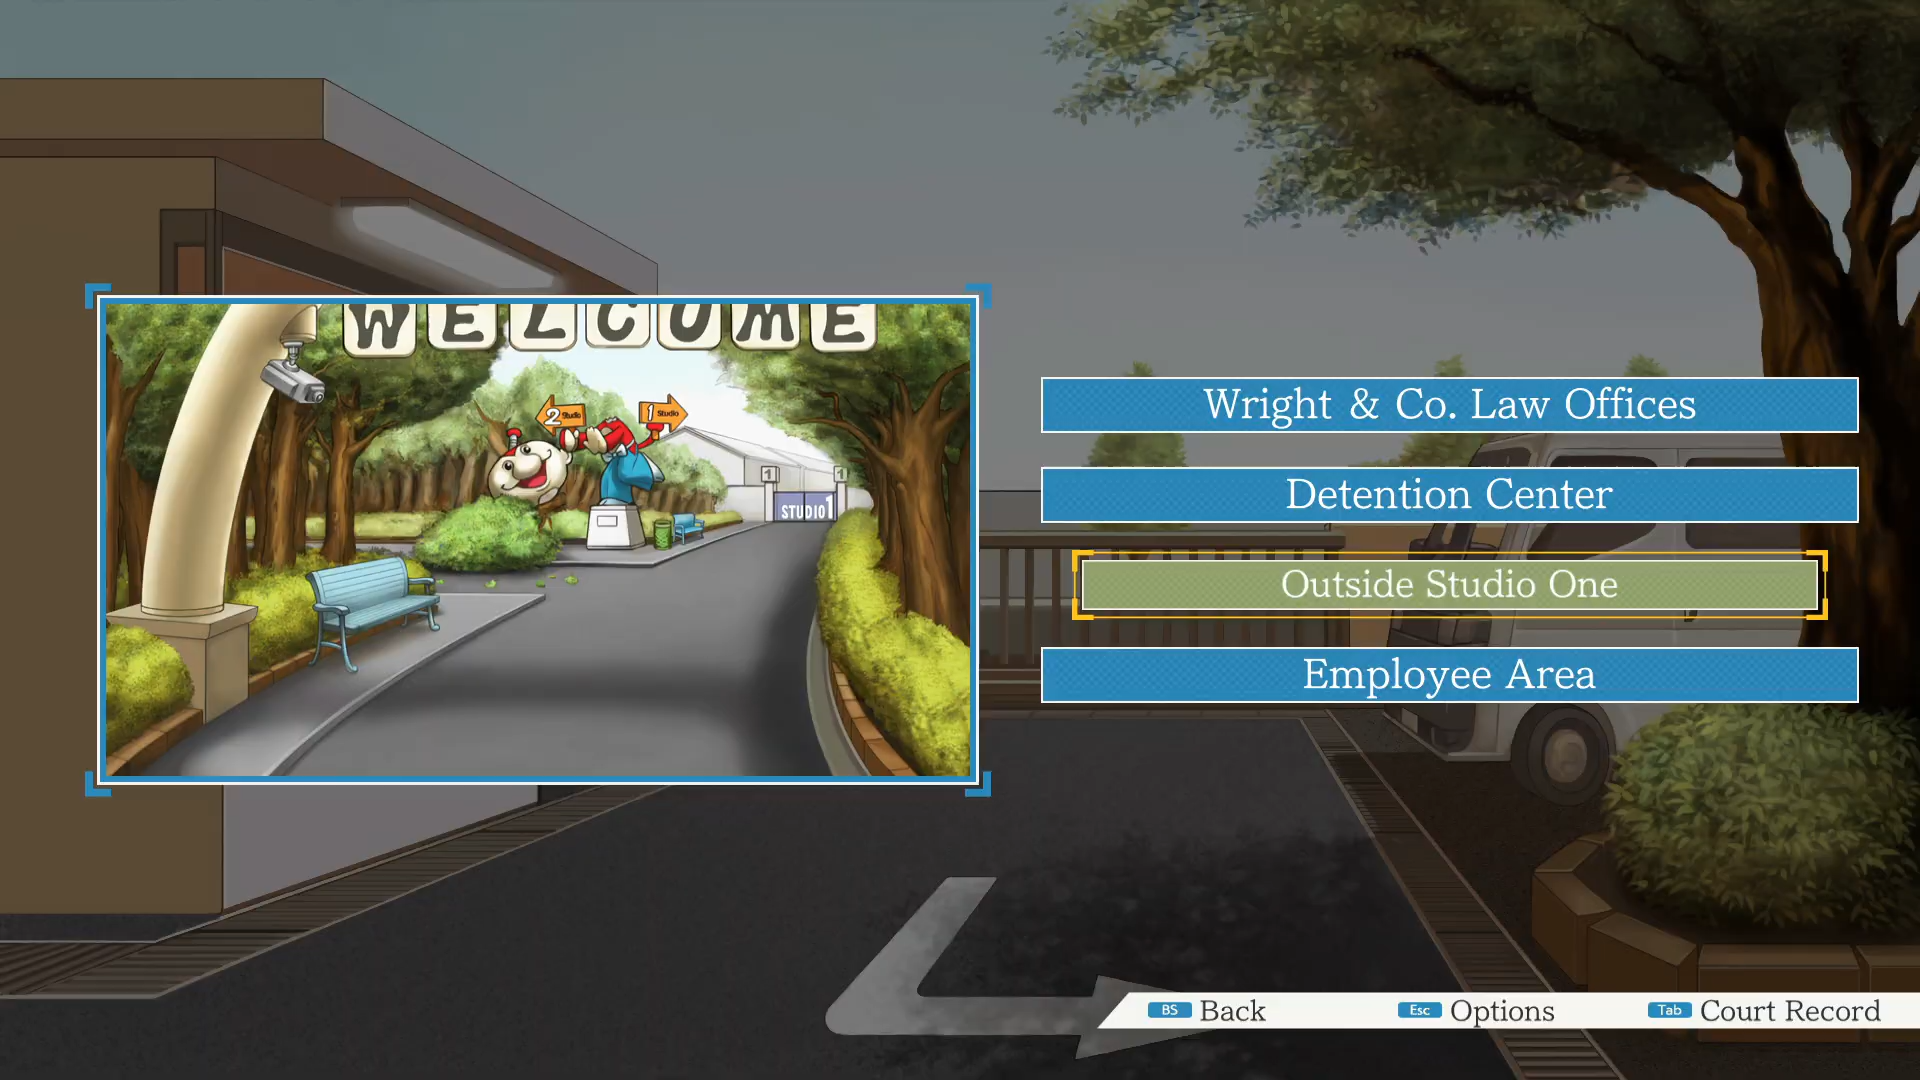 WELCOME
2 Studio
1 Studio
1
1
STUDIO1
Wright & Co. Law Offices
Detention Center
Outside Studio One
Employee Area
BS Back
Esc Options
Tab Court Record